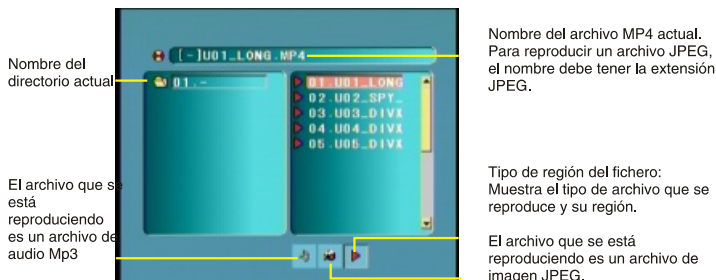 Nombre del
directorio actual
El archivo que se
está
reproduciendo
es un archivo de
audio Mp3
[-]U01_LONG.MP4
01.-
01.U01_LONG
02.U02_SPY_
03.U03_DIVX
04.U04_DIVX
05.U05_DIVX
Nombre del archivo MP4 actual.
Para reproducir un archivo JPEG,
el nombre debe tener la extensión
JPEG.
Tipo de región del fichero:
Muestra el tipo de archivo que se
reproduce y su región.
El archivo que se está
reproduciendo es un archivo de
imagen JPEG.